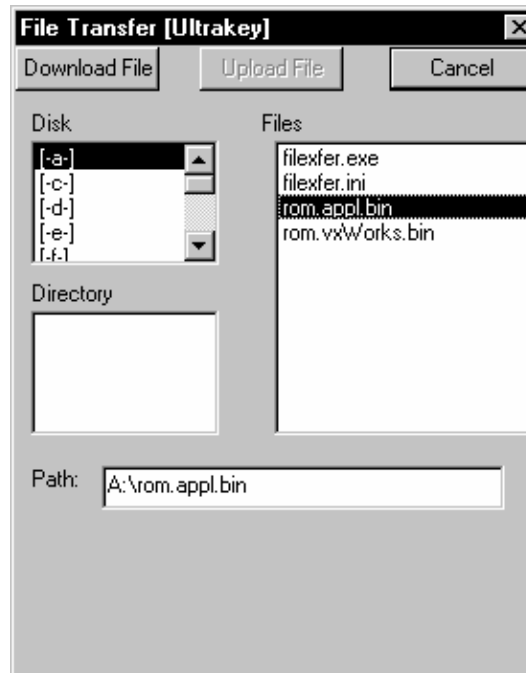 File Transfer [Ultrakey]
Download File Upload File Cancel
Disk
[-a-]
[-c-]
[-d-]
[-e-]
[-f-]
Files
filexfer.exe
filexfer.ini
rom.appl.bin
rom.vxWorks.bin
Directory
Path: A:\rom.appl.bin